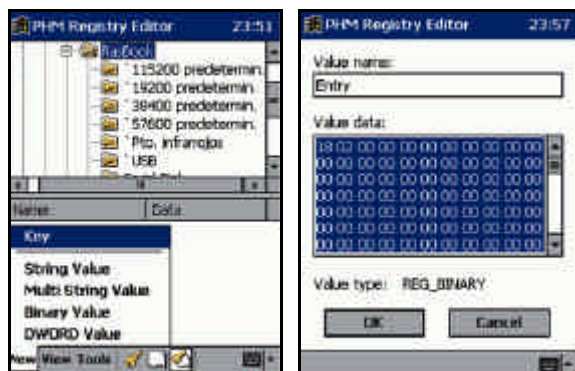 PHM Registry Editor 23:51
RasBook
`115200 predetermin.
`19200 predetermin.
`38400 predetermin.
`57600 predetermin.
`Pto. infrarrojos
`USB
Name Data
Key
String Value
Multi String Value
Binary Value
DWORD Value
New View Tools
PHM Registry Editor 23:57
Value name:
Entry
Value data:
18 02 00 00 00 00 00 00 00 00
00 00 00 00 00 00 00 00 00 00
00 00 00 00 00 00 00 00 00 00
00 00 00 00 00 00 00 00 00 00
00 00 00 00 00 00 00 00 00 00
00 00 00 00 00 00 00 00 00 00
00 00 00 00 00 00 00 00 00 00
Value type: REG_BINARY
OK Cancel